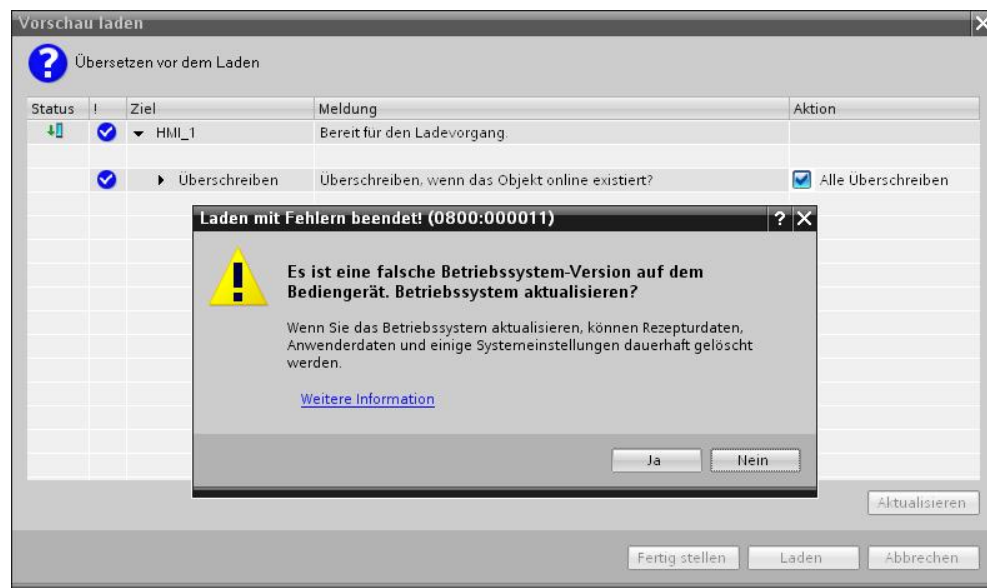 Vorschau laden
Übersetzen vor dem Laden
Status ! Ziel Meldung Aktion
HMI_1 Bereit für den Ladevorgang.
Überschreiben Überschreiben, wenn das Objekt online existiert? Alle Überschreiben
Laden mit Fehlern beendet! (0800:000011)
Es ist eine falsche Betriebssystem-Version auf dem
Bediengerät. Betriebssystem aktualisieren?
Wenn Sie das Betriebssystem aktualisieren, können Rezepturdaten,
Anwenderdaten und einige Systemeinstellungen dauerhaft gelöscht
werden.
Weitere Information
Ja Nein
Aktualisieren
Fertig stellen Laden Abbrechen